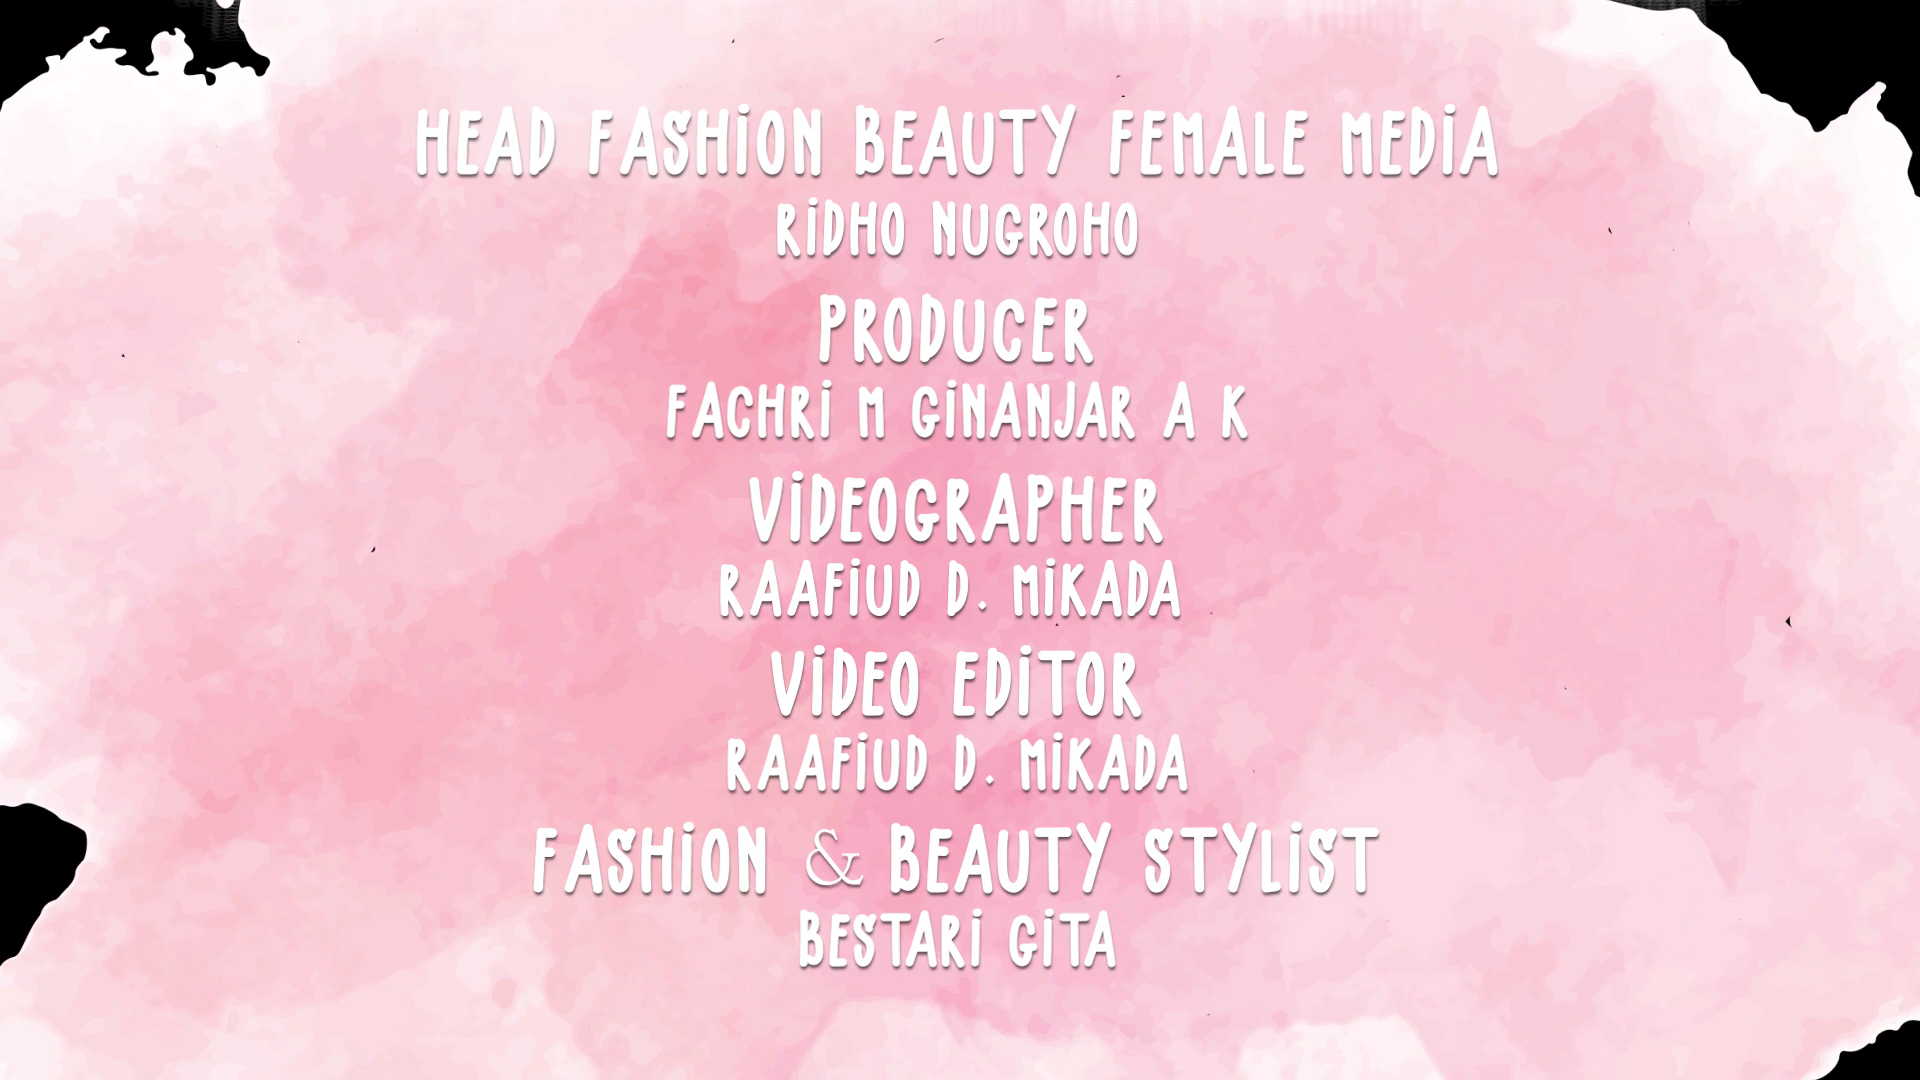 HEAD FASHiON BEAUTY FEMALE MEDiA
RiDHO NUGROHO
PRODUCER
FACHRi M GiNANJAR A K
ViDEOGRAPHER
RAAFiUD D. MiKADA
ViDEO EDiTOR
RAAFiUD D. MiKADA
FASHiON & BEAUTY STYLiST
BESTARi GiTA